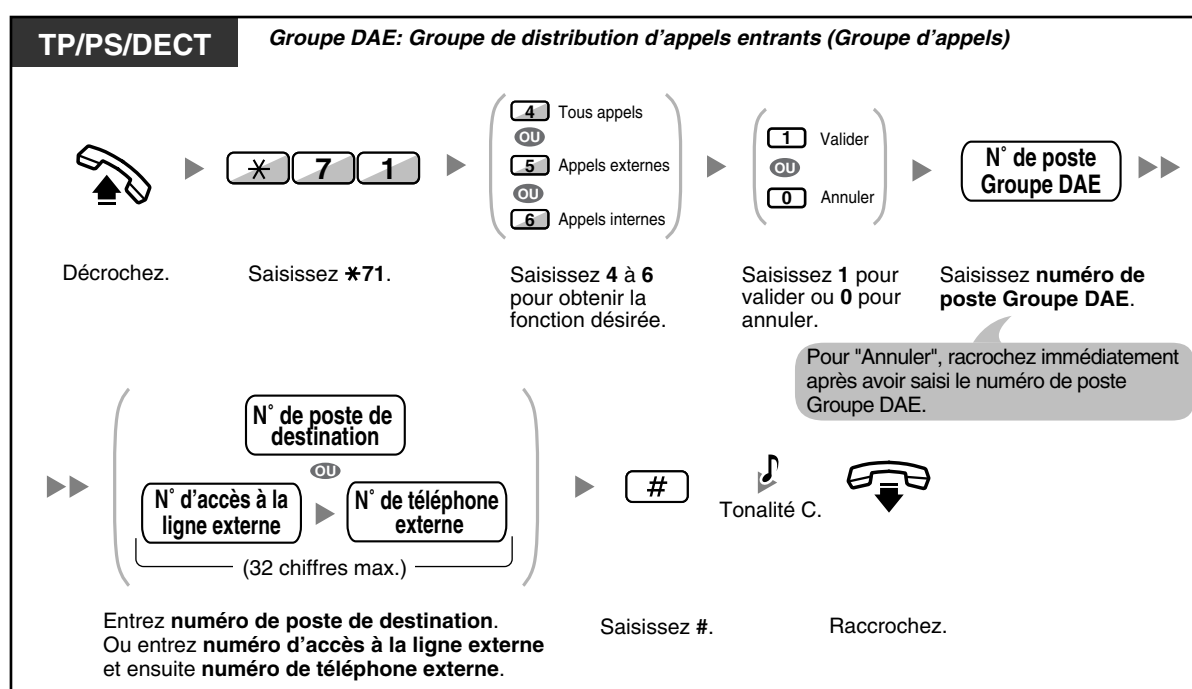 TP/PS/DECT
Groupe DAE: Groupe de distribution d'appels entrants (Groupe d'appels)
4 Tous appels
OU
5 Appels externes
OU
6 Appels internes
1 Valider
OU
0 Annuler
N° de poste
Groupe DAE
✳ 7 1
Décrochez.
Saisissez ✳71.
Saisissez 4 à 6
pour obtenir la
fonction désirée.
Saisissez 1 pour
valider ou 0 pour
annuler.
Saisissez numéro de
poste Groupe DAE.
Pour "Annuler", racrochez immédiatement
après avoir saisi le numéro de poste
Groupe DAE.
N° de poste de
destination
OU
N° d'accès à la
ligne externe
N° de téléphone
externe
(32 chiffres max.)
#
Tonalité C.
Entrez numéro de poste de destination.
Ou entrez numéro d'accès à la ligne externe
et ensuite numéro de téléphone externe.
Saisissez #.
Raccrochez.